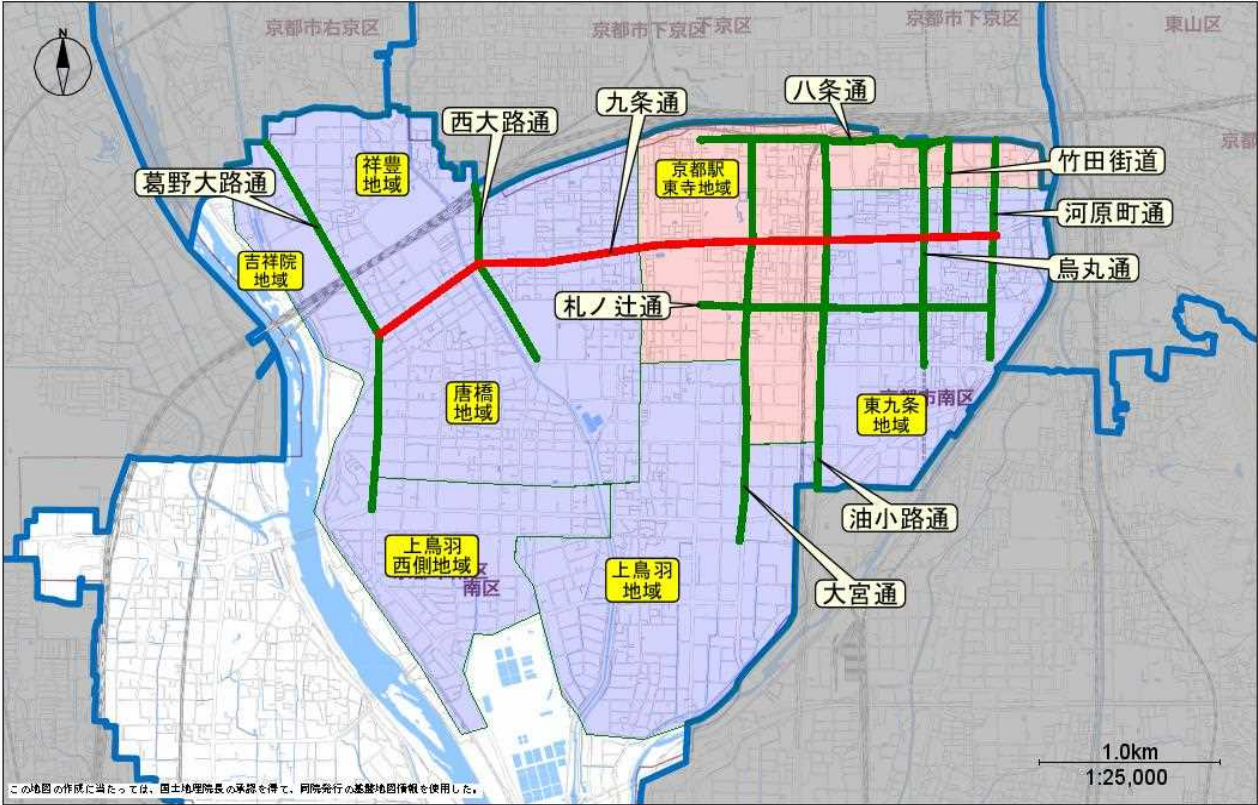 N
京都市右京区
京都市下京区
下京区
京都市下京区
東山区
京都
八条通
九条通
西大路通
葛野大路通
祥豊
地域
京都駅
東寺地域
竹田街道
河原町通
吉祥院
地域
烏丸通
札ノ辻通
唐橋
地域
京都市南区
東九条
地域
油小路通
上鳥羽
西側地域
南区
上鳥羽
地域
大宮通
1.0km
1:25,000
この地図の作成に当たっては、国土地理院長の承認を得て、同院発行の基盤地図情報を使用した。